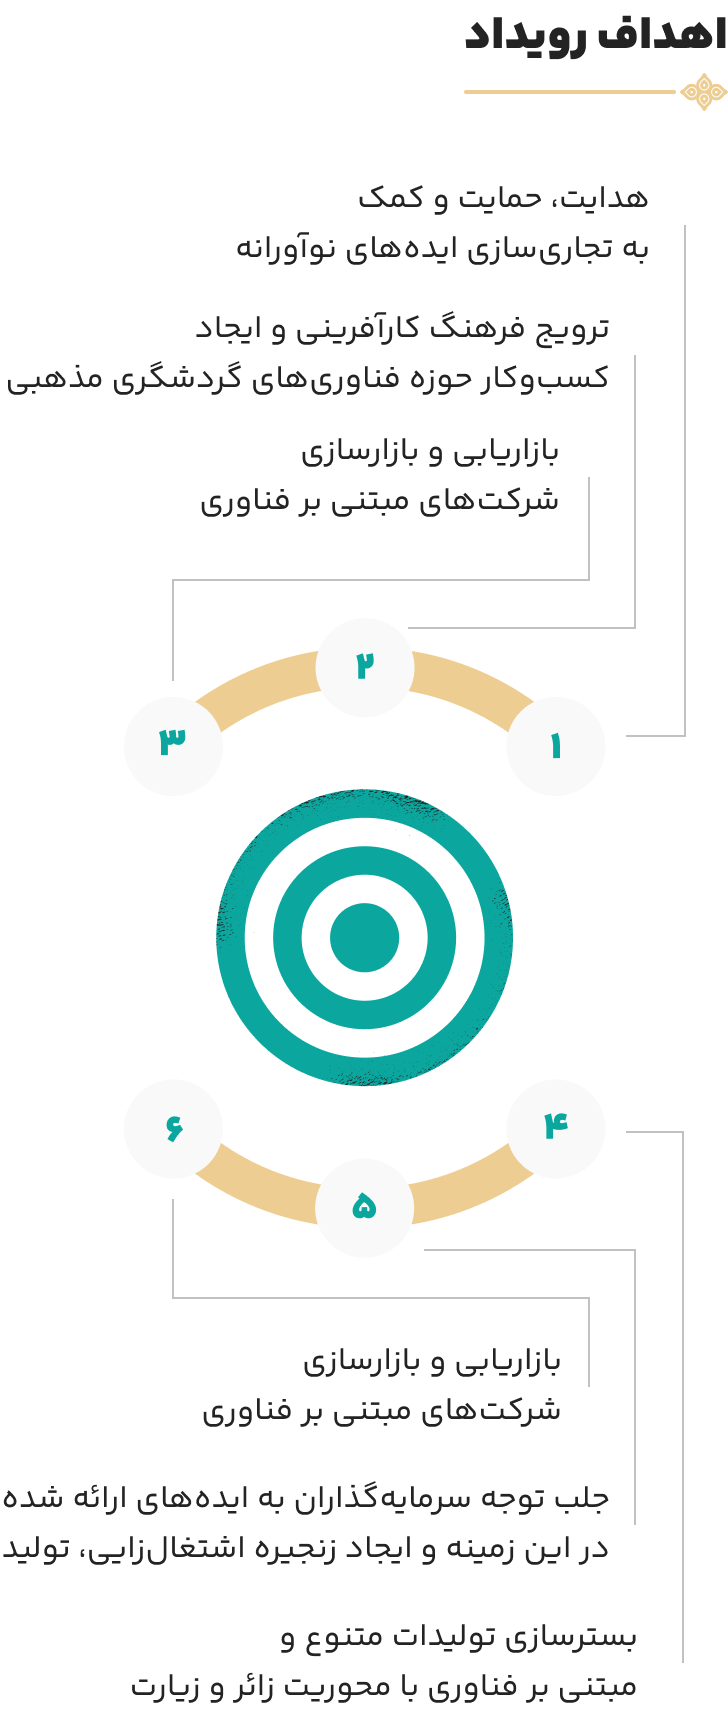 اهداف رویداد
هدایت، حمایت و کمک
به تجاری‌سازی ایده‌های نوآورانه
ترویج فرهنگ کارآفرینی و ایجاد
کسب‌وکار حوزه فناوری‌های گردشگری مذهبی
بازاریابی و بازارسازی
شرکت‌های مبتنی بر فناوری
۲
۱
۳
۴
۶
۵
بازاریابی و بازارسازی
شرکت‌های مبتنی بر فناوری
جلب توجه سرمایه‌گذاران به ایده‌های ارائه شده
در این زمینه و ایجاد زنجیره اشتغال‌زایی، تولید
بسترسازی تولیدات متنوع و
مبتنی بر فناوری با محوریت زائر و زیارت